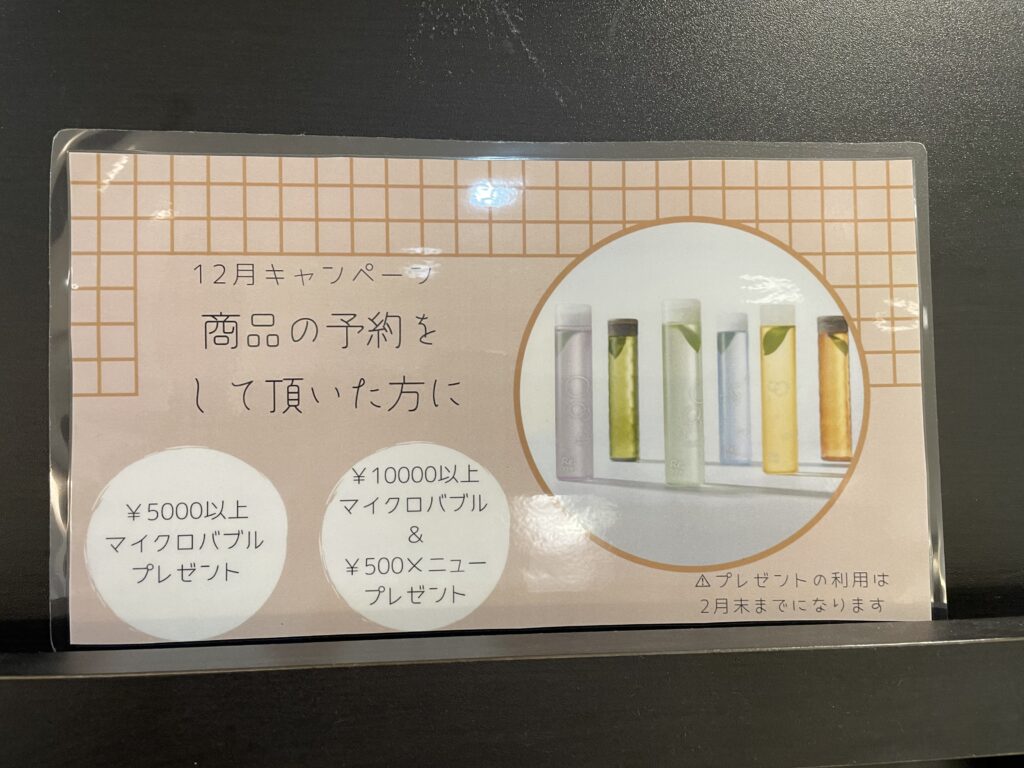 12月キャンペーン
商品の予約を
して頂いた方に
¥5000以上
マイクロバブル
プレゼント
¥10000以上
マイクロバブル
&
¥500メニュー
プレゼント
⚠プレゼントの利用は
2月末までになります